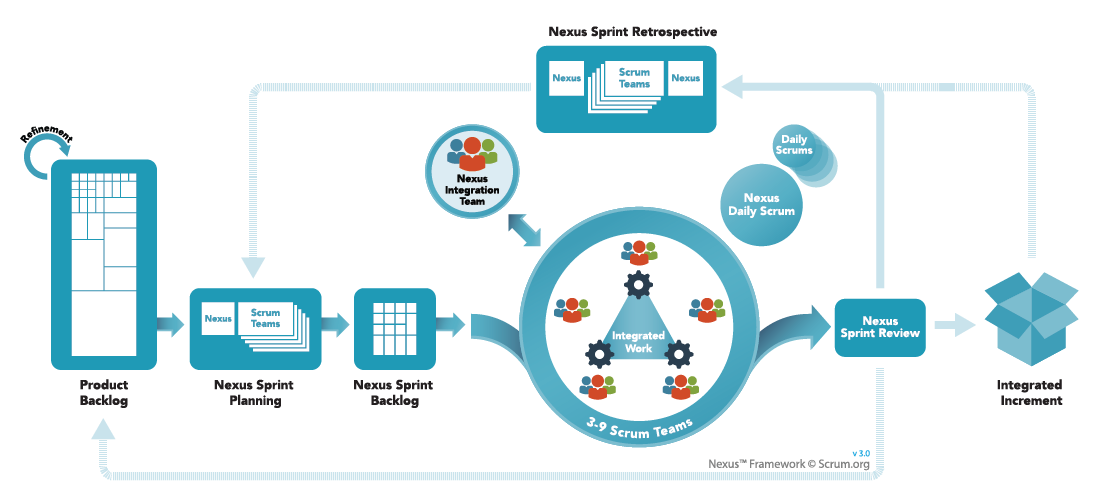 Nexus Sprint Retrospective
Nexus
Scrum
Teams
Nexus
Refinement
Daily
Scrums
Nexus
Integration
Team
Nexus
Daily Scrum
Nexus
Scrum
Teams
Integrated
Work
Nexus
Sprint Review
Product
Backlog
Nexus Sprint
Planning
Nexus Sprint
Backlog
3-9 Scrum Teams
Integrated
Increment
v 3.0
Nexus™ Framework © Scrum.org